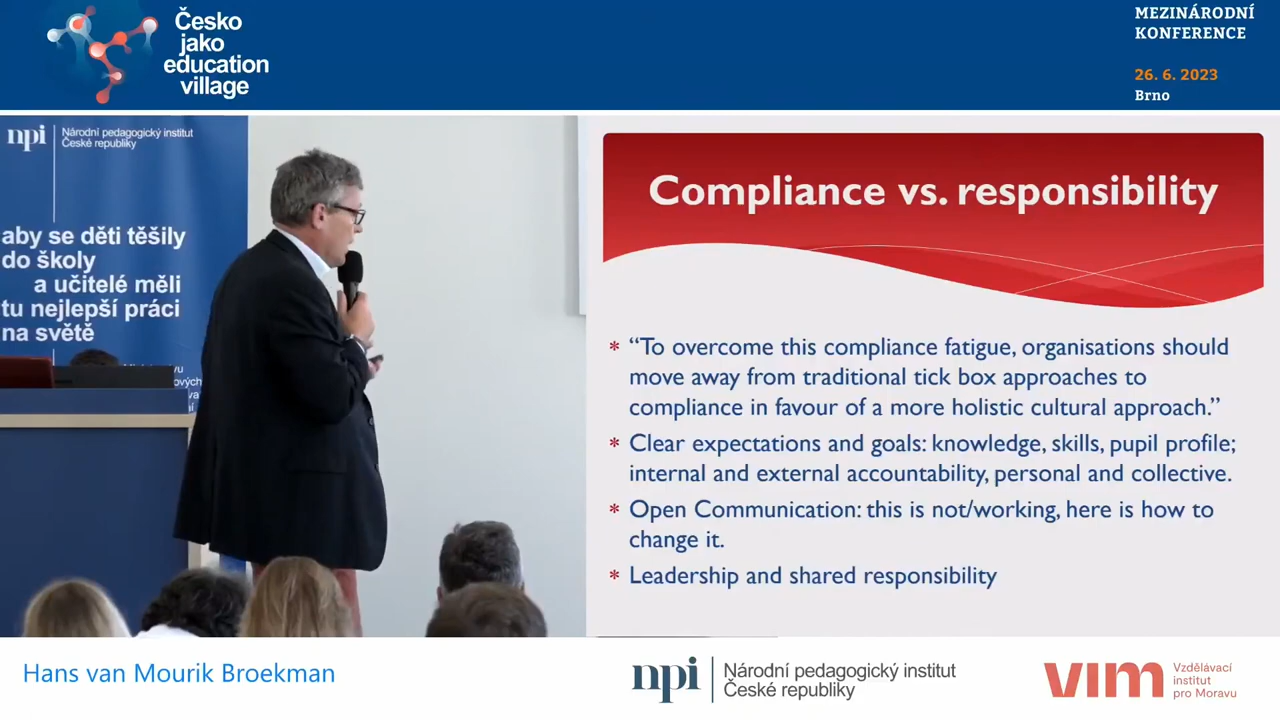 Česko
jako
education
village
MEZINÁRODNÍ
KONFERENCE
26. 6. 2023
Brno
npi
Národní pedagogický institut
České republiky
aby se děti těšily
do školy
a učitelé měli
tu nejlepší práci
na světě
Compliance vs. responsibility
“To overcome this compliance fatigue, organisations should
move away from traditional tick box approaches to
compliance in favour of a more holistic cultural approach.”
Clear expectations and goals: knowledge, skills, pupil profile;
internal and external accountability, personal and collective.
Open Communication: this is not/working, here is how to
change it.
Leadership and shared responsibility
Hans van Mourik Broekman
npi
Národní pedagogický institut
České republiky
vim
Vzdělávací
institut
pro Moravu